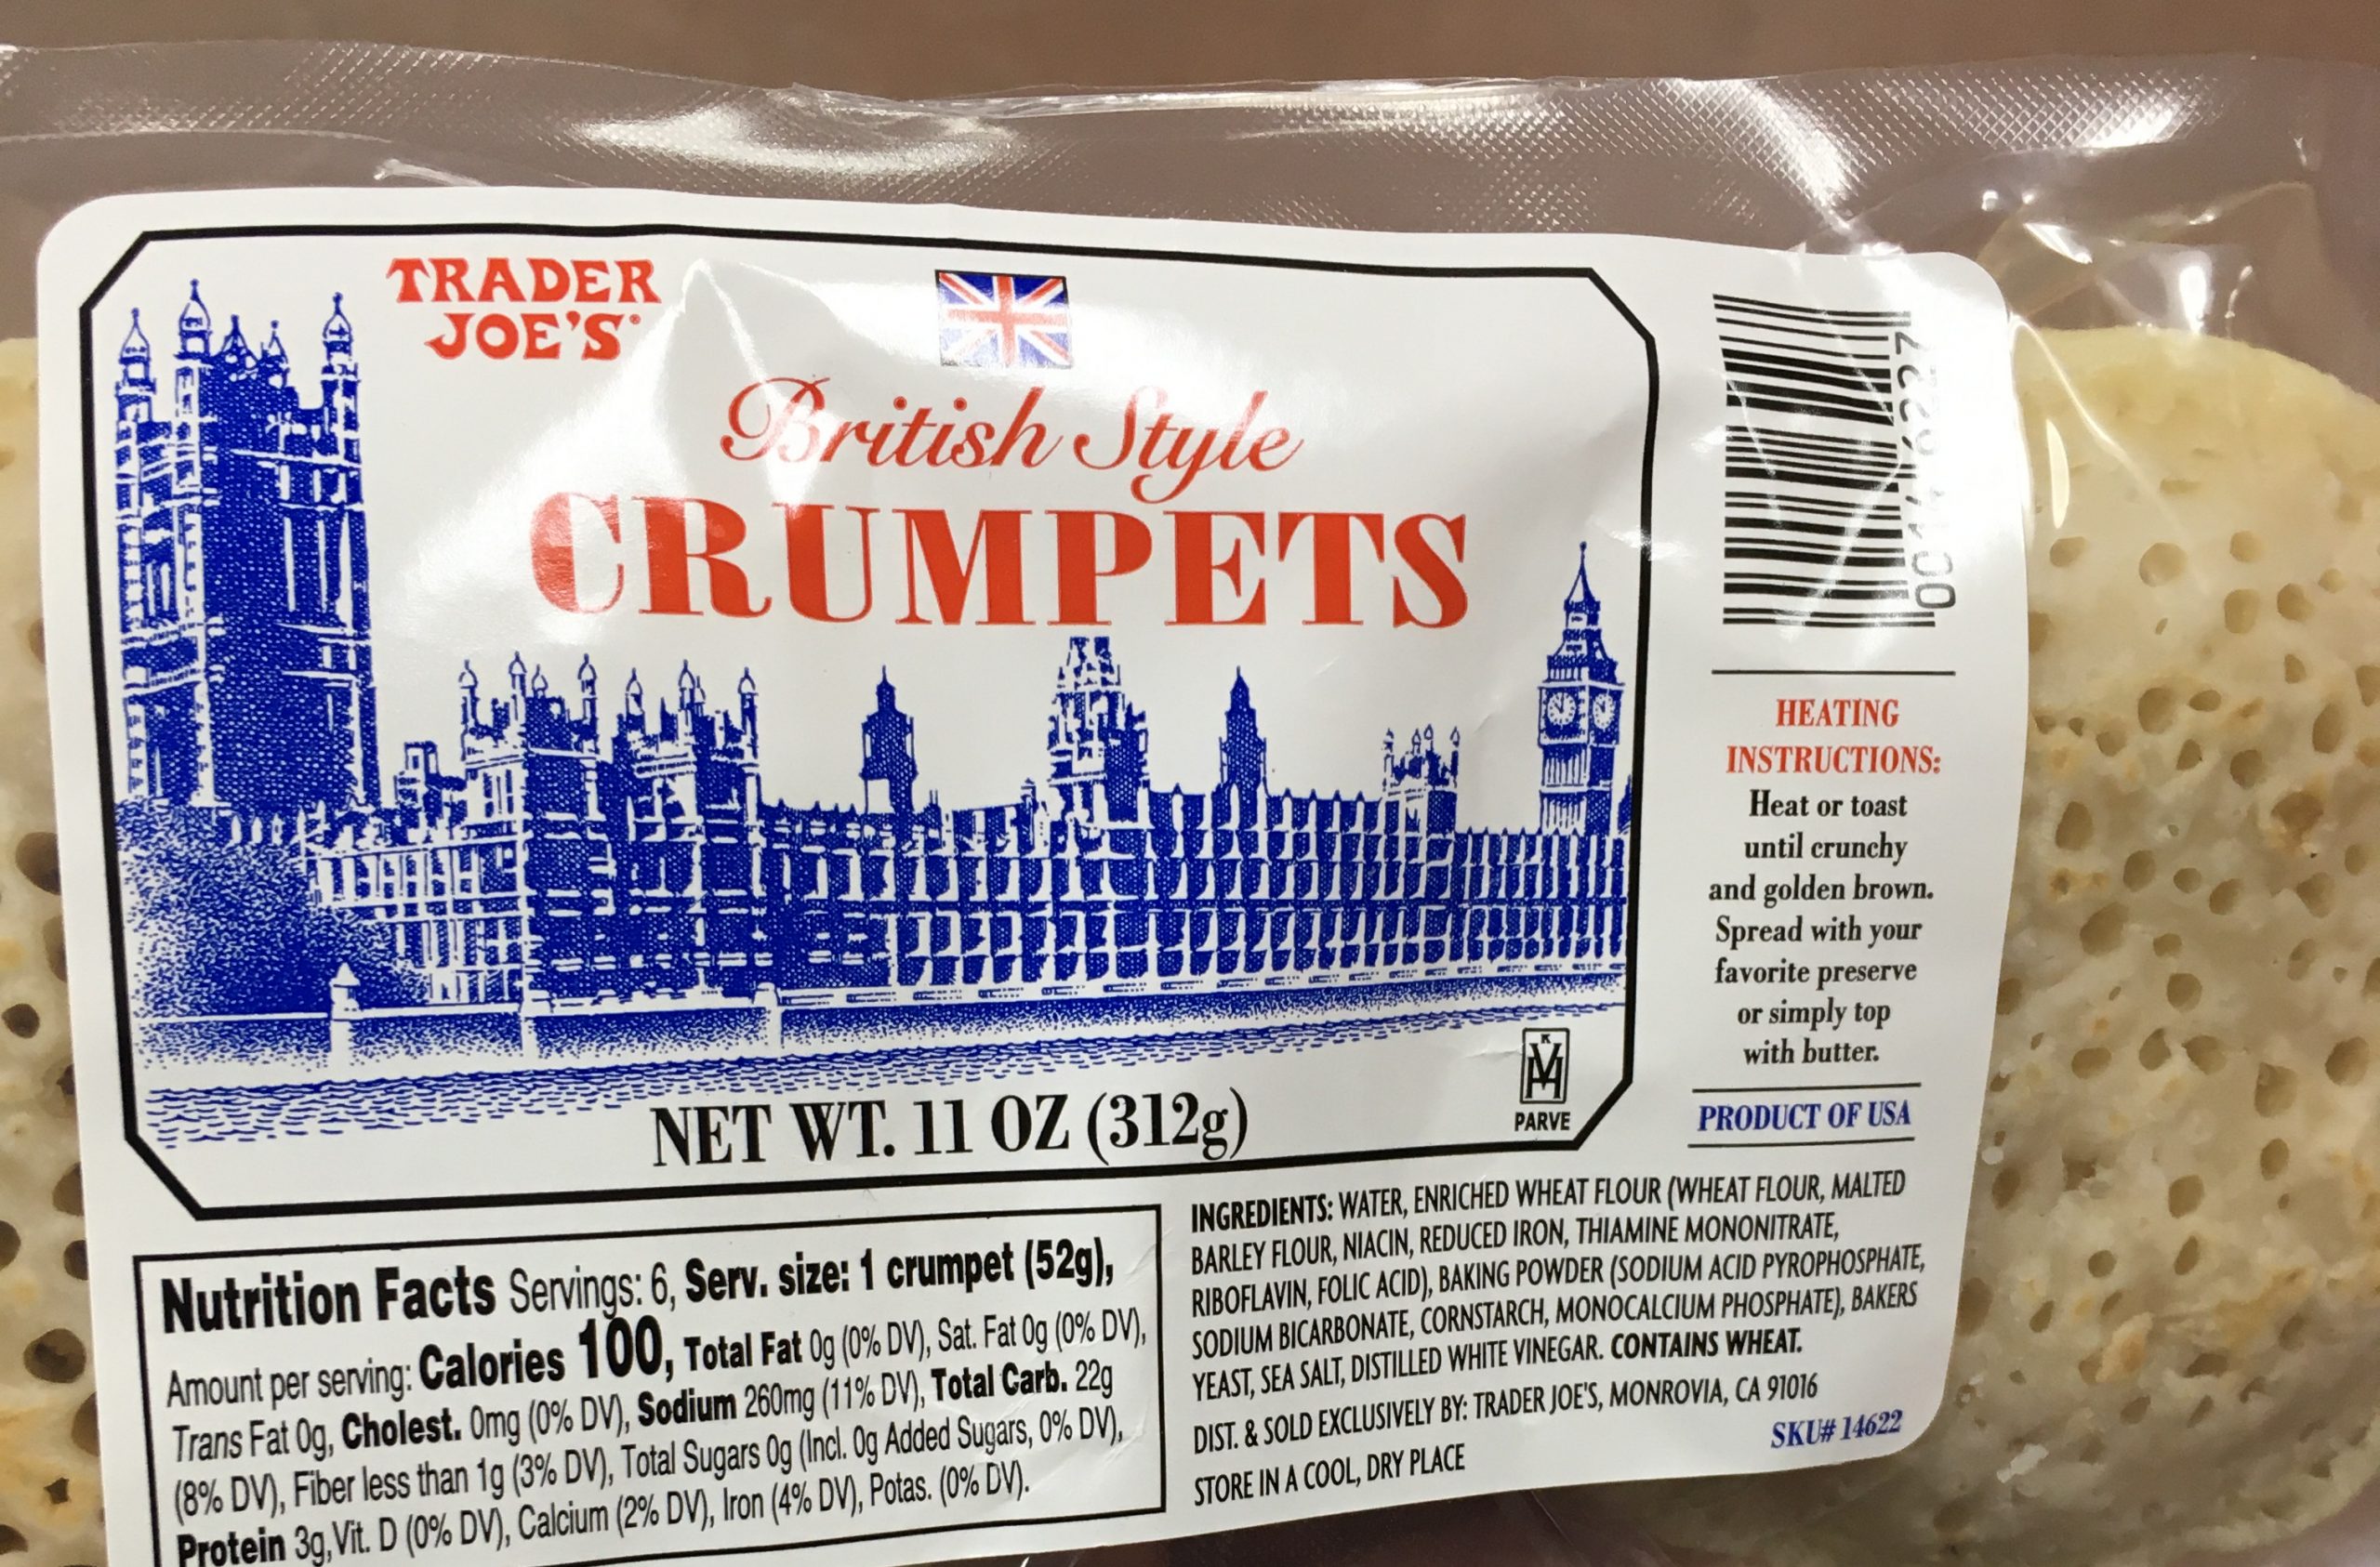 TRADER
JOE'S
British Style
CRUMPETS
NET WT. 11 OZ (312g)
K
PARVE
HEATING
INSTRUCTIONS:
Heat or toast
until crunchy
and golden brown.
Spread with your
favorite preserve
or simply top
with butter.
PRODUCT OF USA
Nutrition Facts Servings: 6, Serv. size: 1 crumpet (52g),
Amount per serving: Calories 100, Total Fat 0g (0% DV), Sat. Fat 0g (0% DV),
Trans Fat 0g, Cholest. 0mg (0% DV), Sodium 260mg (11% DV), Total Carb. 22g
(8% DV), Fiber less than 1g (3% DV), Total Sugars 0g (Incl. 0g Added Sugars, 0% DV),
Protein 3g, Vit. D (0% DV), Calcium (2% DV), Iron (4% DV), Potas. (0% DV).
INGREDIENTS: WATER, ENRICHED WHEAT FLOUR (WHEAT FLOUR, MALTED
BARLEY FLOUR, NIACIN, REDUCED IRON, THIAMINE MONONITRATE,
RIBOFLAVIN, FOLIC ACID), BAKING POWDER (SODIUM ACID PYROPHOSPHATE,
SODIUM BICARBONATE, CORNSTARCH, MONOCALCIUM PHOSPHATE), BAKERS
YEAST, SEA SALT, DISTILLED WHITE VINEGAR. CONTAINS WHEAT.
DIST. & SOLD EXCLUSIVELY BY: TRADER JOE'S, MONROVIA, CA 91016
STORE IN A COOL, DRY PLACE
SKU# 14622